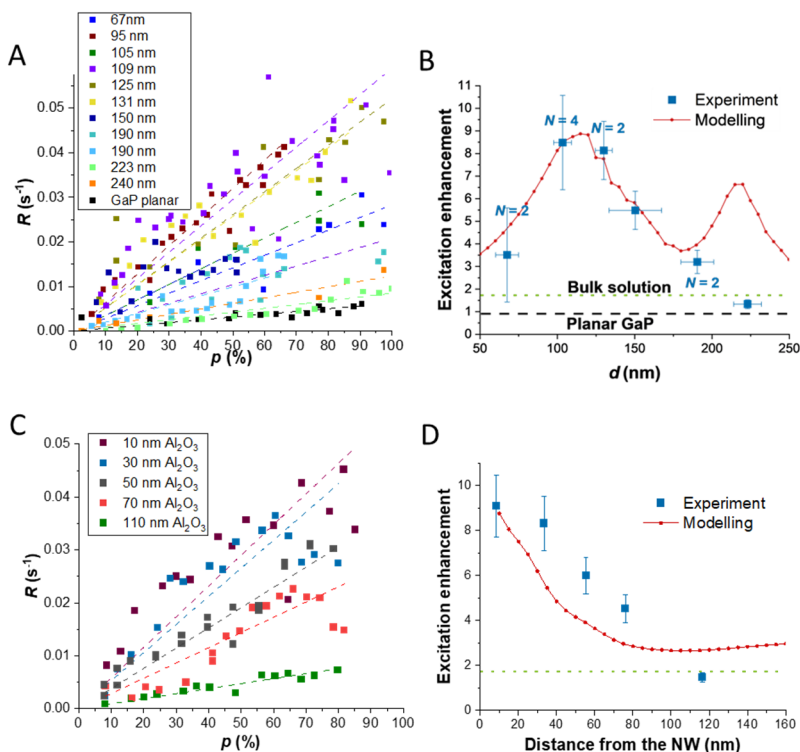 A
67nm
95 nm
105 nm
109 nm
125 nm
131 nm
150 nm
190 nm
190 nm
223 nm
240 nm
GaP planar
0.05
0.04
0.03
0.02
0.01
0.00
R (s⁻¹)
0 10 20 30 40 50 60 70 80 90 100
p (%)
B
Experiment
Modelling
N = 2
N = 4
N = 2
N = 2
Bulk solution
Planar GaP
11
10
9
8
7
6
5
4
3
2
1
0
Excitation enhancement
50 100 150 200 250
d (nm)
C
10 nm Al₂O₃
30 nm Al₂O₃
50 nm Al₂O₃
70 nm Al₂O₃
110 nm Al₂O₃
0.05
0.04
0.03
0.02
0.01
0.00
R (s⁻¹)
0 10 20 30 40 50 60 70 80 90 100
p (%)
D
Experiment
Modelling
10
8
6
4
2
0
Excitation enhancement
0 20 40 60 80 100 120 140 160
Distance from the NW (nm)